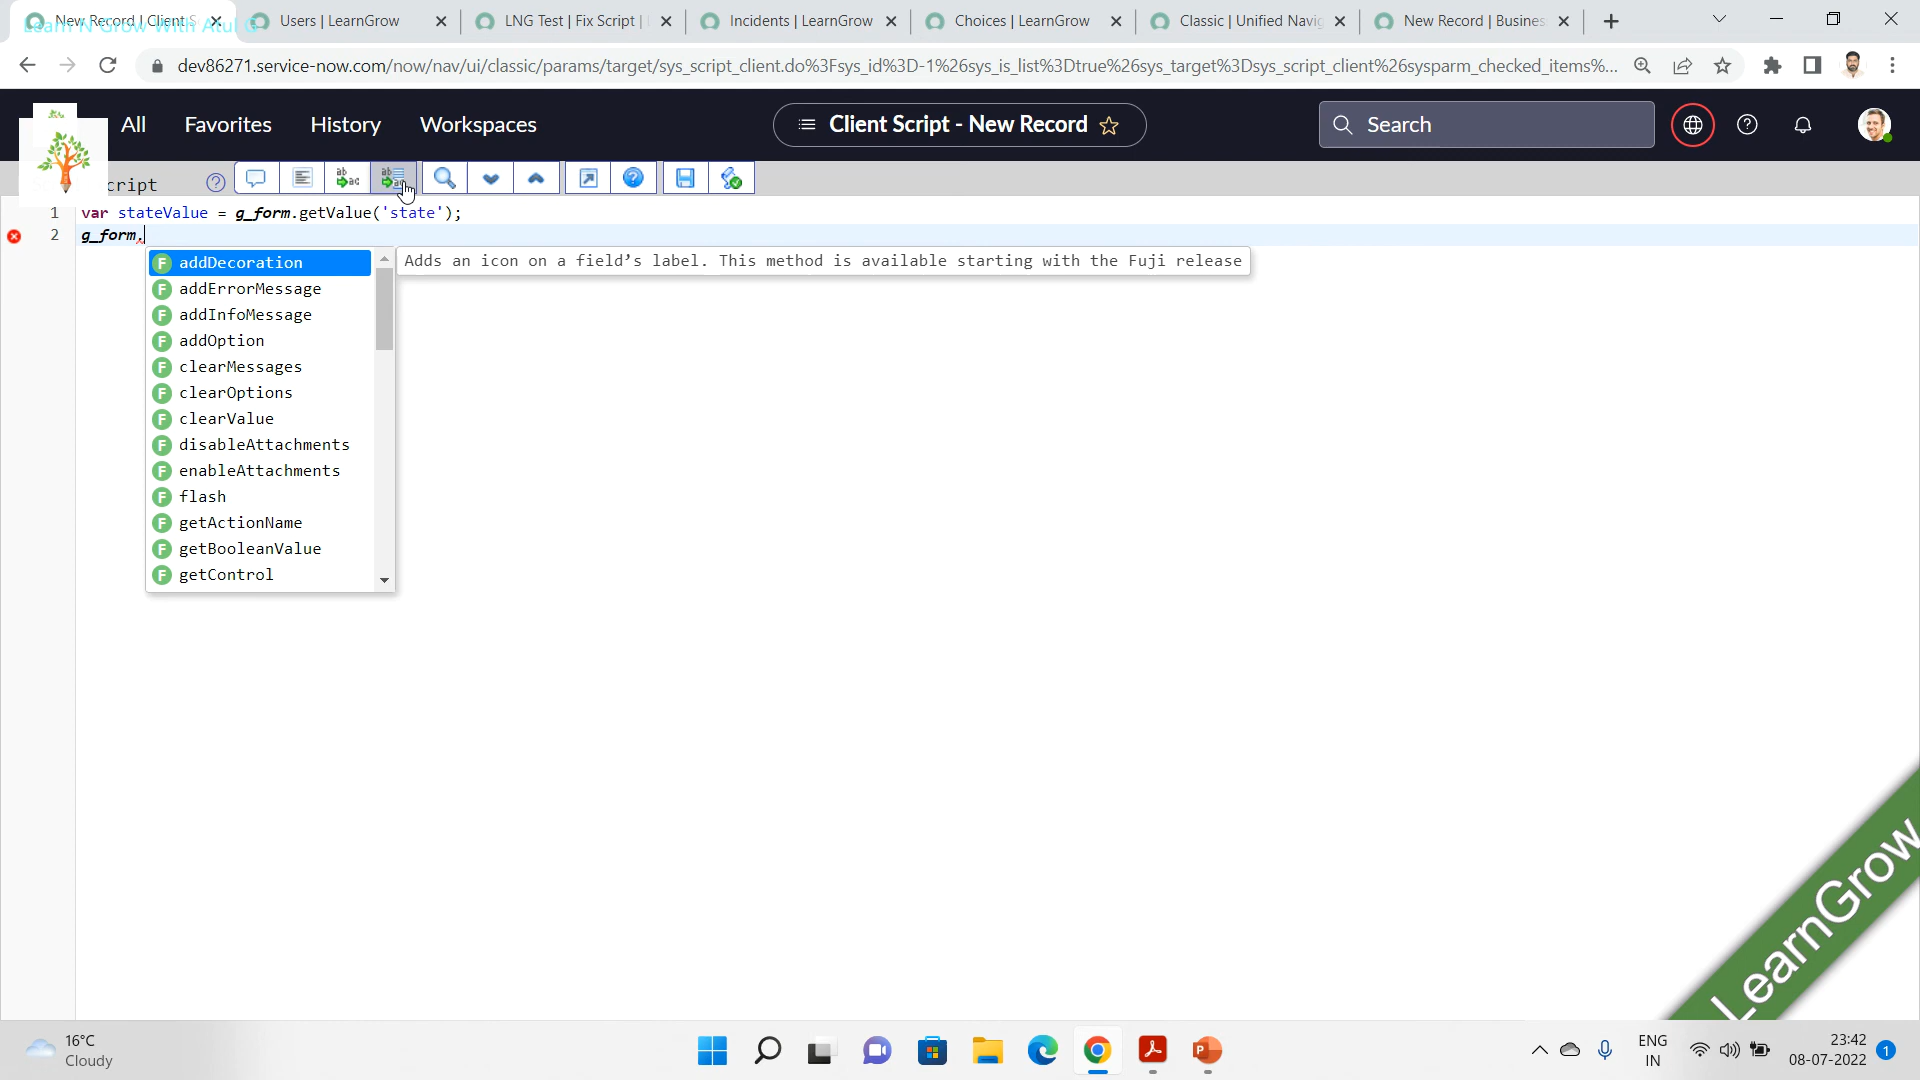 New Record | Client S
Learn N Grow With Atul G
Users | LearnGrow
LNG Test | Fix Script |
Incidents | LearnGrow
Choices | LearnGrow
Classic | Unified Navig
New Record | Busines
dev86271.service-now.com/now/nav/ui/classic/params/target/sys_script_client.do%3Fsys_id%3D-1%26sys_is_list%3Dtrue%26sys_target%3Dsys_script_client%26sysparm_checked_items%...
All
Favorites
History
Workspaces
Client Script - New Record
Search
cript
1 var stateValue = g_form.getValue('state');
2 g_form.
F addDecoration
Adds an icon on a field’s label. This method is available starting with the Fuji release
F addErrorMessage
F addInfoMessage
F addOption
F clearMessages
F clearOptions
F clearValue
F disableAttachments
F enableAttachments
F flash
F getActionName
F getBooleanValue
F getControl
LearnGrow
16°C
Cloudy
ENG
IN
23:42
08-07-2022
1